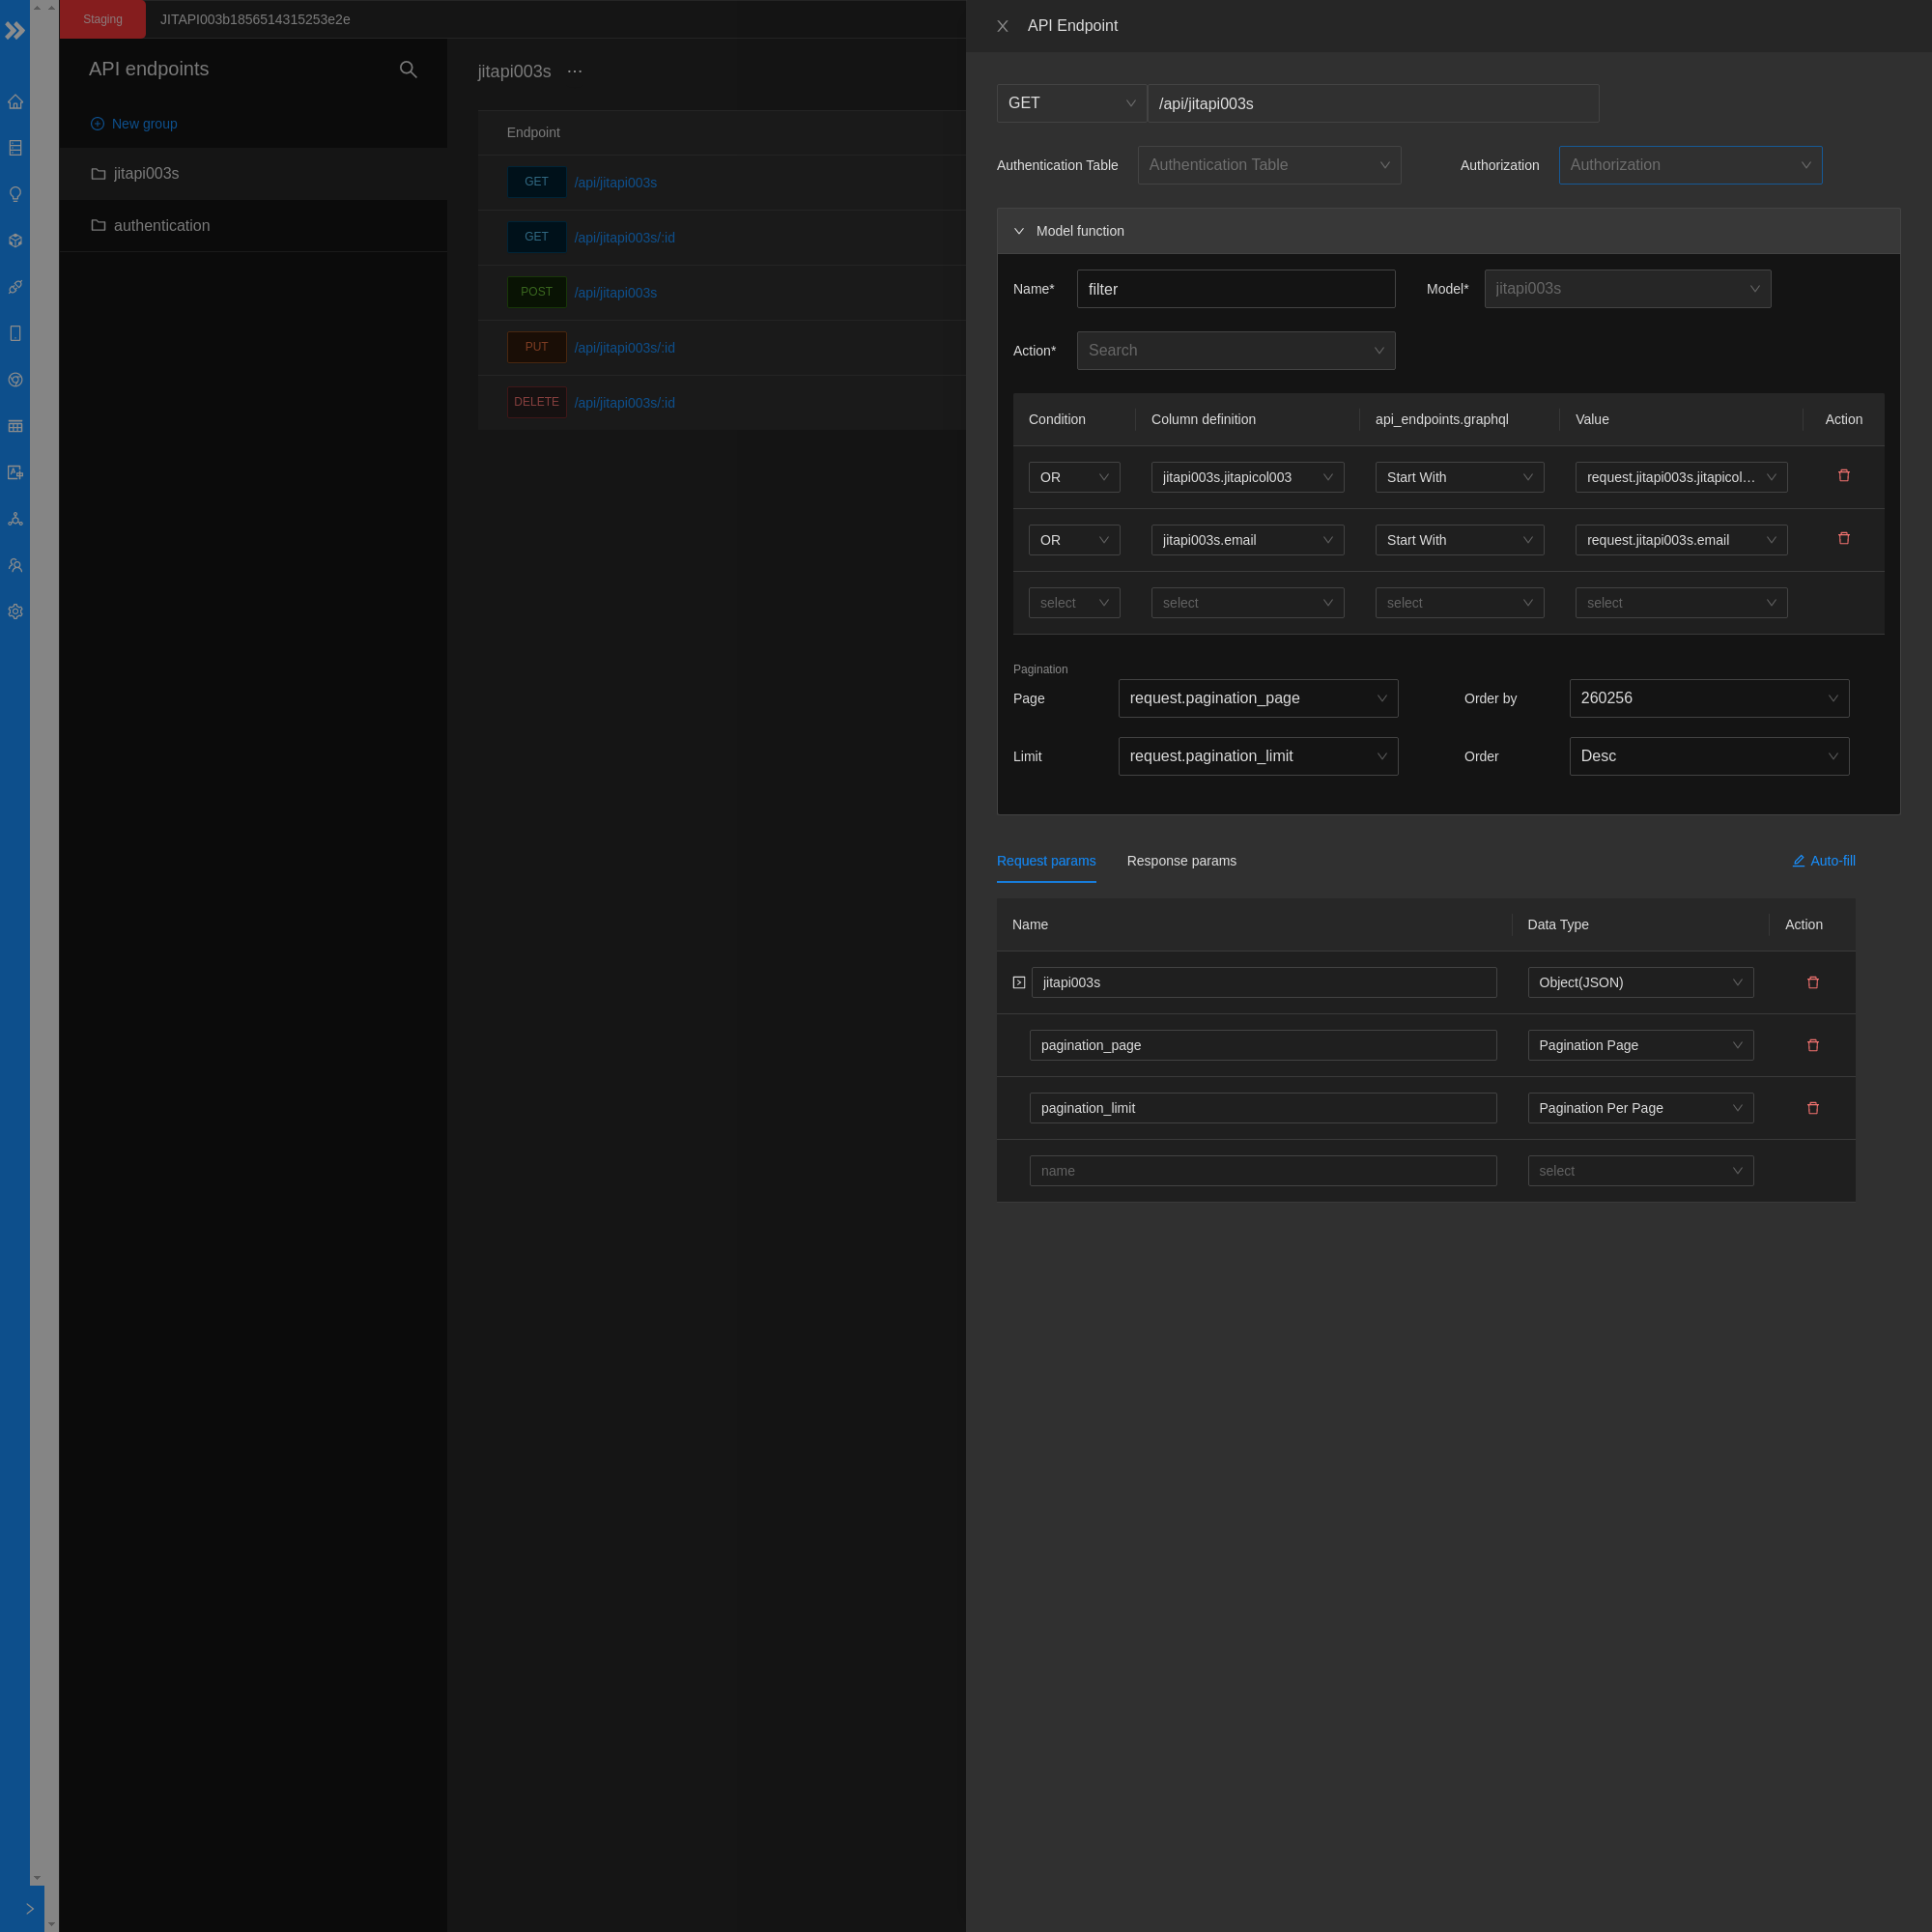 Staging
JITAPI003b1856514315253e2e
API endpoints
New group
jitapi003s
authentication
jitapi003s ···
Endpoint
GET /api/jitapi003s
GET /api/jitapi003s/:id
POST /api/jitapi003s
PUT /api/jitapi003s/:id
DELETE /api/jitapi003s/:id
API Endpoint
GET /api/jitapi003s
Authentication Table Authentication Table Authorization Authorization
Model function
Name* filter Model* jitapi003s
Action* Search
Condition Column definition api_endpoints.graphql Value Action
OR jitapi003s.jitapicol003 Start With request.jitapi003s.jitapicol...
OR jitapi003s.email Start With request.jitapi003s.email
select select select select
Pagination
Page request.pagination_page Order by 260256
Limit request.pagination_limit Order Desc
Request params Response params Auto-fill
Name Data Type Action
jitapi003s Object(JSON)
pagination_page Pagination Page
pagination_limit Pagination Per Page
name select